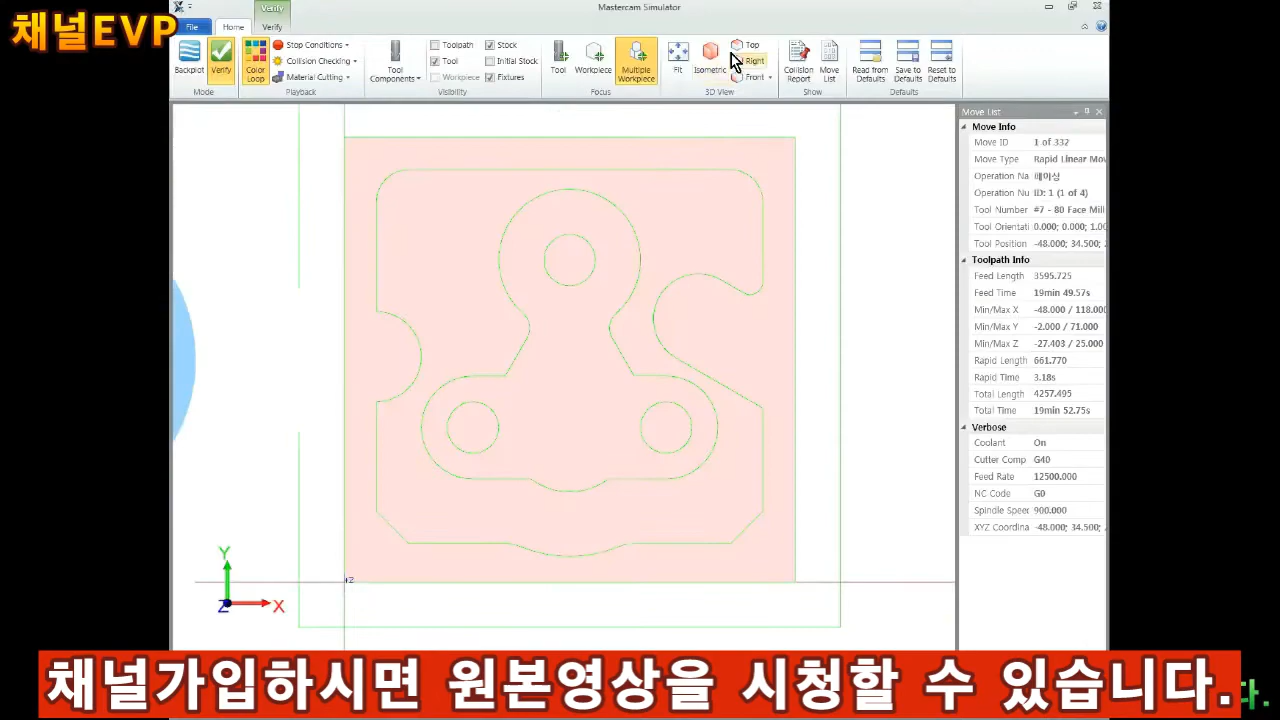 채널EVP
Verify
Mastercam Simulator
File
Home
Verify
Backplot
Verify
Mode
Color Loop
Stop Conditions
Collision Checking
Material Cutting
Playback
Tool Components
Toolpath
Stock
Tool
Initial Stock
Workpiece
Fixtures
Visibility
Tool
Workpiece
Multiple Workpiece
Focus
Fit
Isometric
Top
Right
Front
3D View
Collision Report
Move List
Show
Read from Defaults
Save to Defaults
Reset to Defaults
Defaults
Move List
Move Info
Move ID 1 of 332
Move Type Rapid Linear Mov
Operation Na 페이싱
Operation Nu ID: 1 (1 of 4)
Tool Number #7 - 80 Face Mill
Tool Orientati 0.000; 0.000; 1.00
Tool Position -48.000; 34.500;
Toolpath Info
Feed Length 3595.725
Feed Time 19min 49.57s
Min/Max X -48.000 / 118.000
Min/Max Y -2.000 / 71.000
Min/Max Z -27.403 / 25.000
Rapid Length 661.770
Rapid Time 3.18s
Total Length 4257.495
Total Time 19min 52.75s
Verbose
Coolant On
Cutter Comp G40
Feed Rate 12500.000
NC Code G0
Spindle Speed 900.000
XYZ Coordina -48.000; 34.500;
Y
Z
X
채널가입하시면 원본영상을 시청할 수 있습니다.
다.